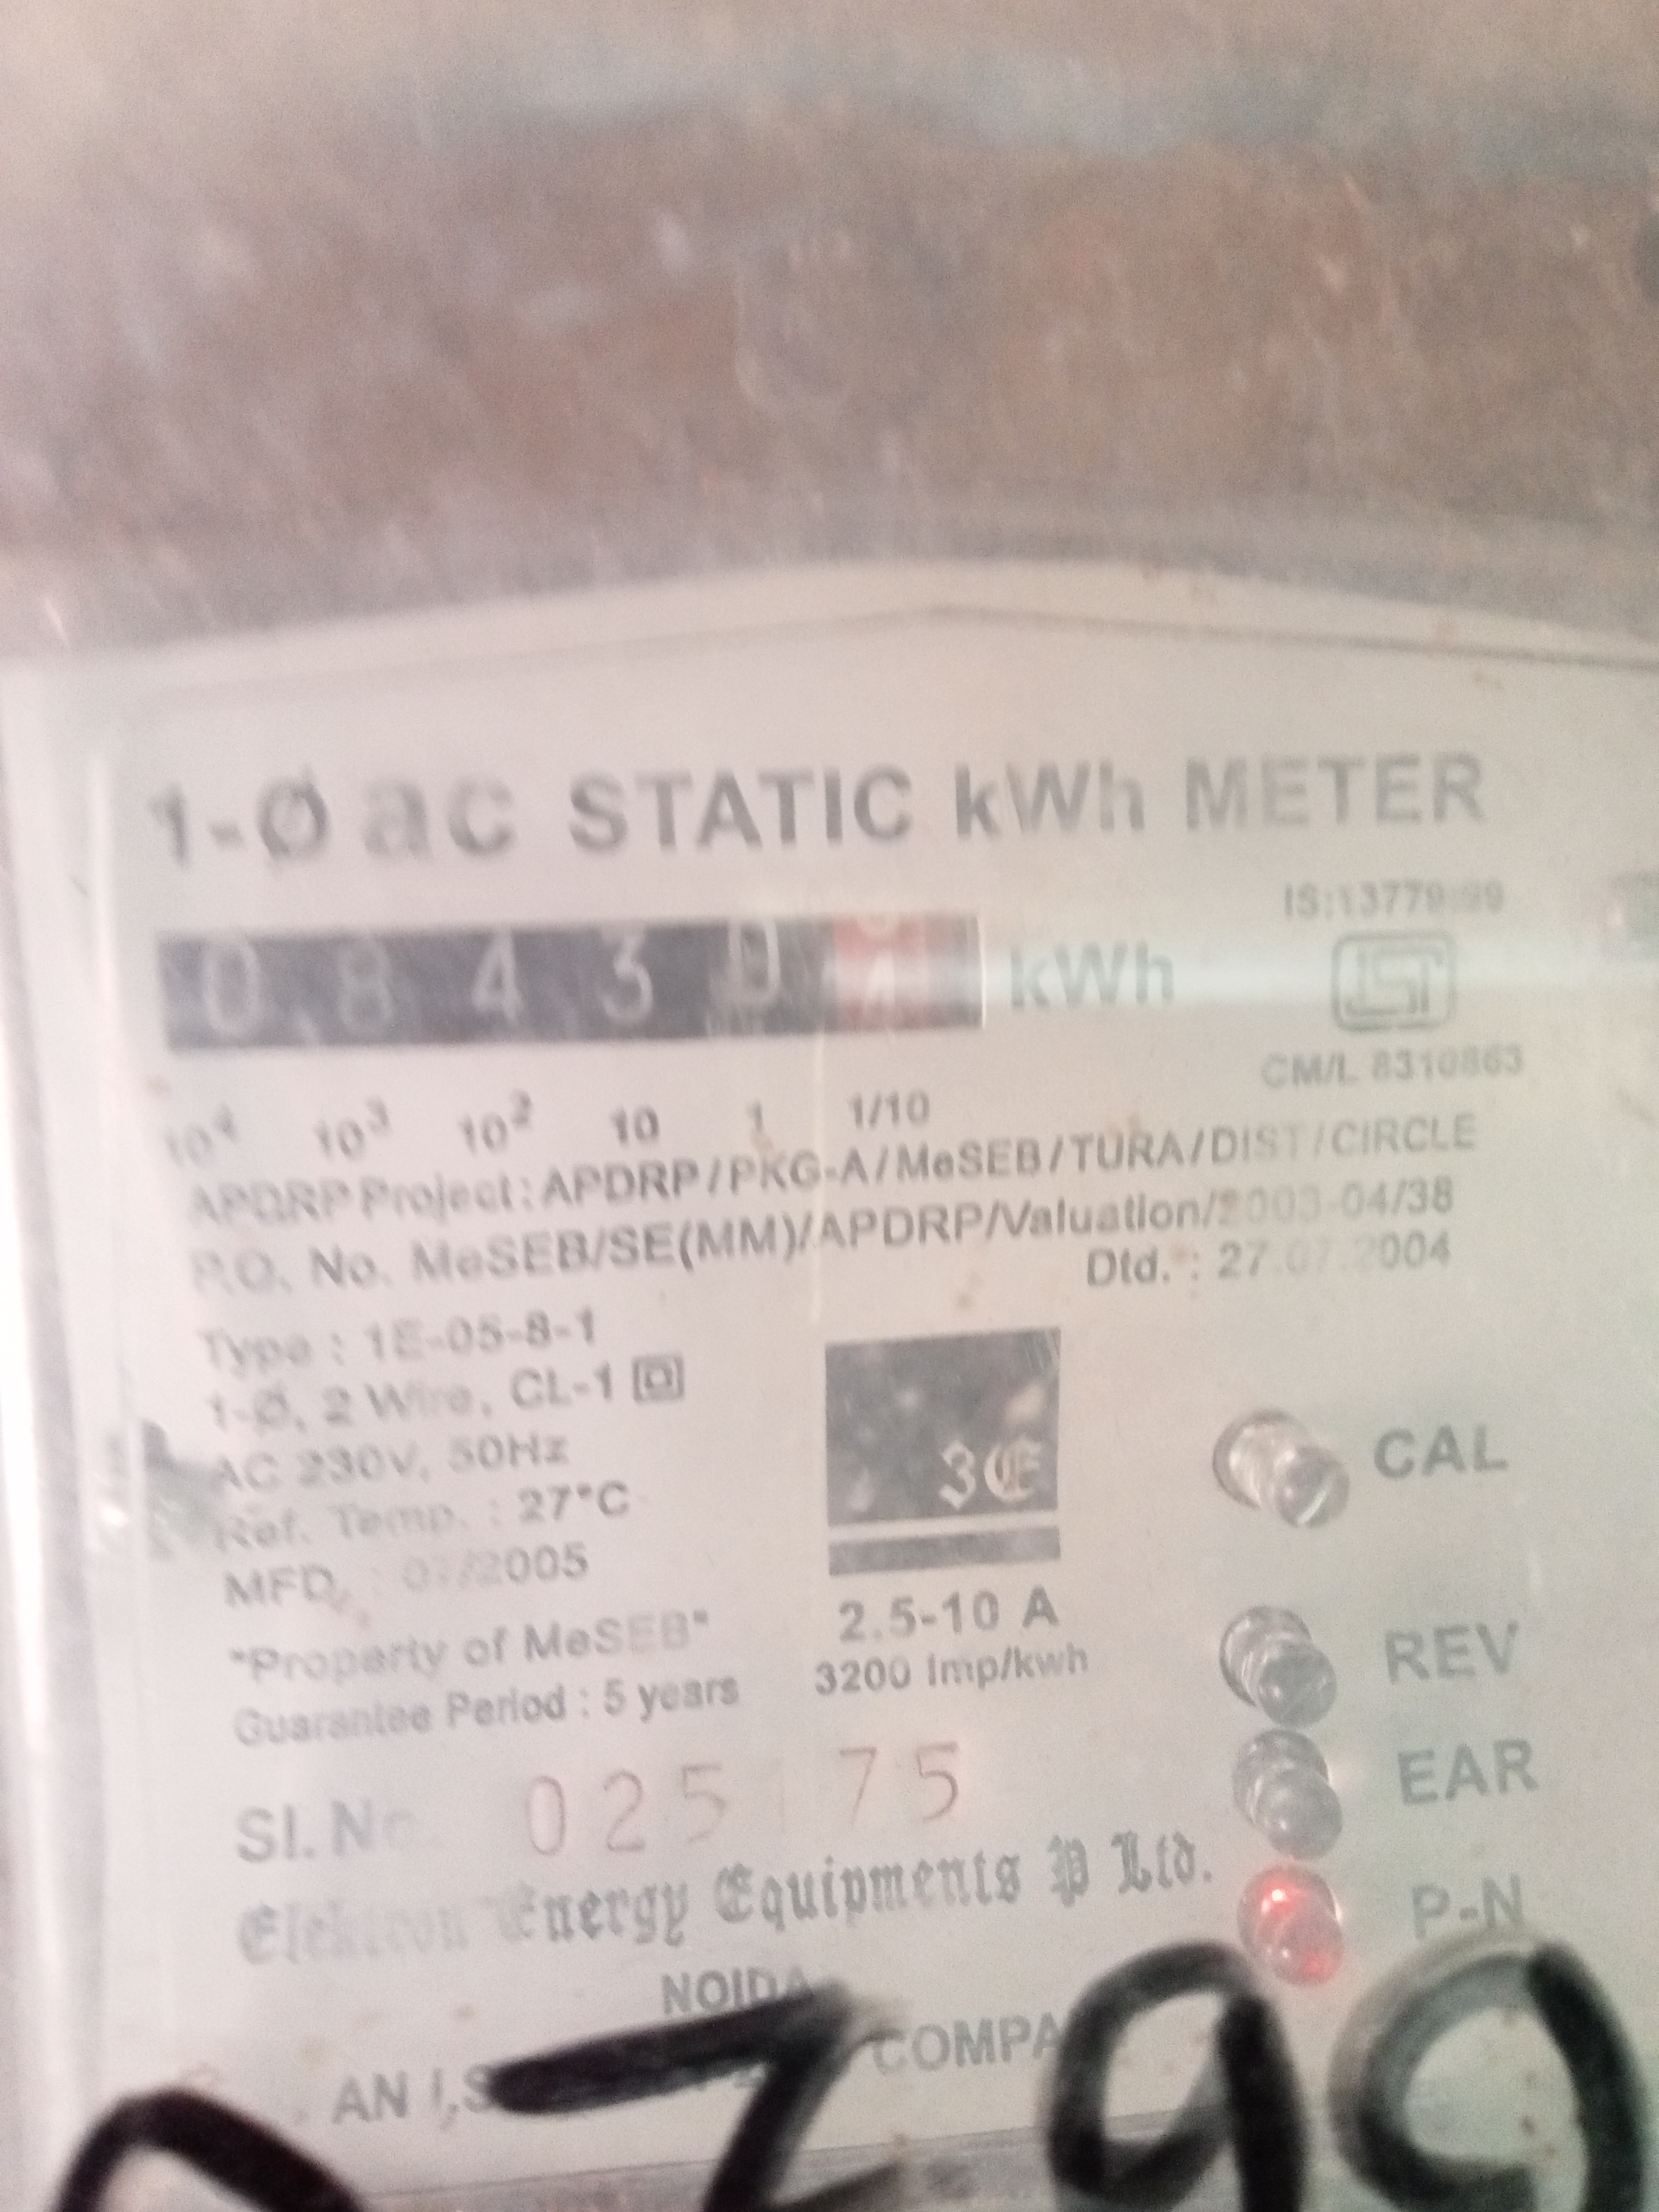 1-Ø ac STATIC kWh METER
IS:13779:99
0 8 4 3 0 kWh
ISI
CM/L 8310863
10⁴ 10³ 10² 10 1 1/10
APDRP Project: APDRP/PKG-A/MeSEB/TURA/DIST/CIRCLE
P.O. No. MeSEB/SE(MM)/APDRP/Valuation/2003-04/38
Dtd. : 27.07.2004
Type : 1E-05-8-1
1-Ø, 2 Wire, CL-1
AC 230V, 50Hz
Ref. Temp. : 27°C
MFD.
3E
CAL
2.5-10 A
3200 imp/kwh
"Property of MeSEB"
Guarantee Period : 5 years
REV
EAR
Sl. No 025 75
P-N
Elektron Energy Equipments P Ltd.
NOIDA
AN
799